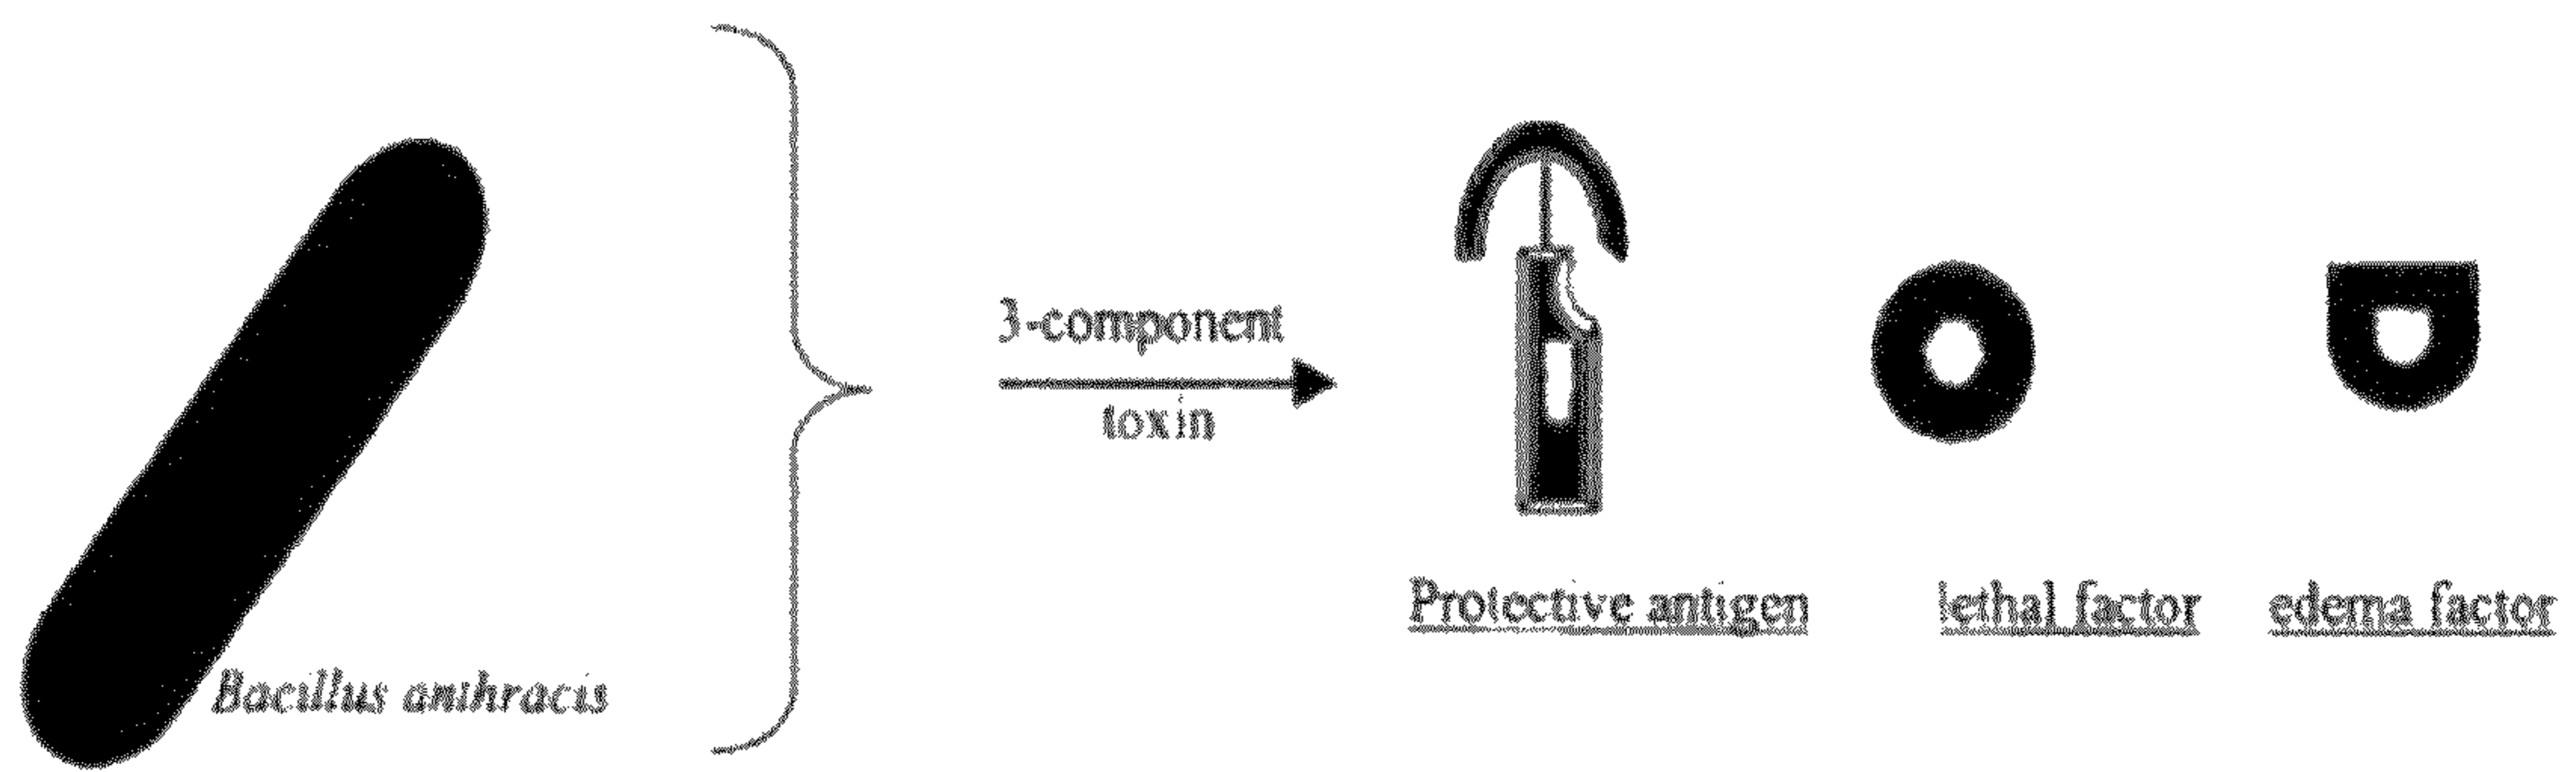 3-component
toxin
Protective antigen
lethal factor
edema factor
Bacillus anthracis